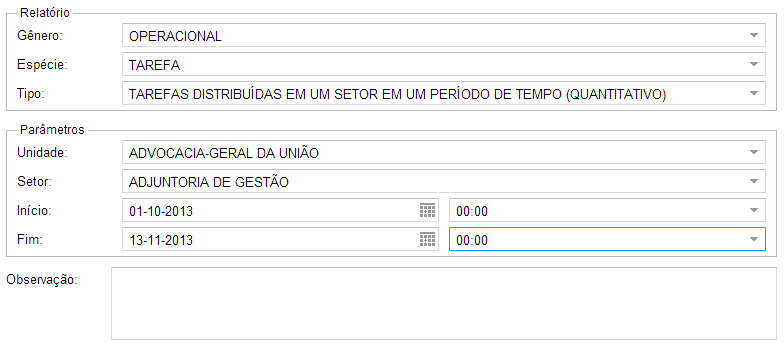 Relatório
Gênero: OPERACIONAL
Espécie: TAREFA
Tipo: TAREFAS DISTRIBUÍDAS EM UM SETOR EM UM PERÍODO DE TEMPO (QUANTITATIVO)
Parâmetros
Unidade: ADVOCACIA-GERAL DA UNIÃO
Setor: ADJUNTORIA DE GESTÃO
Início: 01-10-2013 00:00
Fim: 13-11-2013 00:00
Observação: